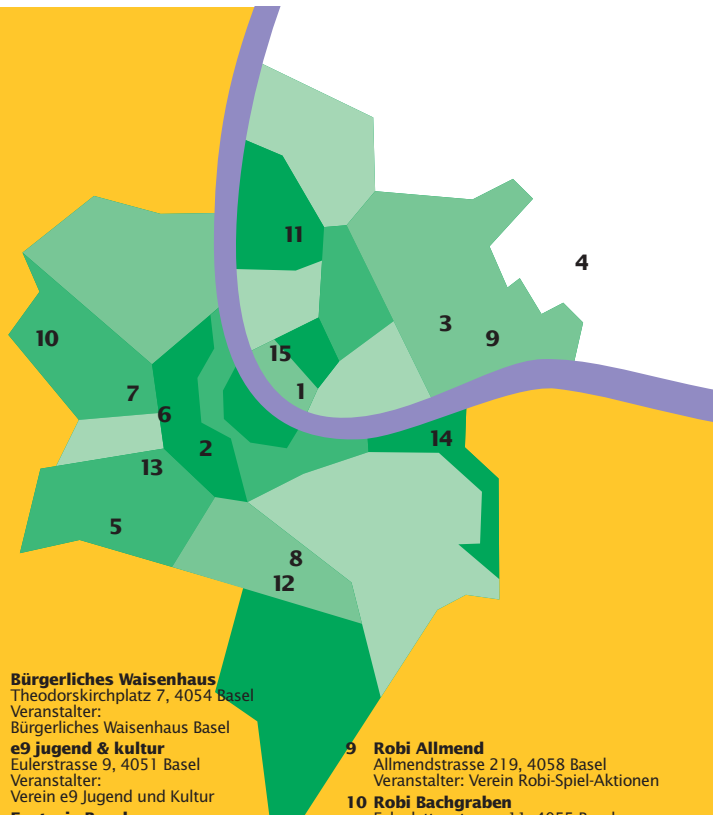 11
4
3
9
10
15
7
1
6
14
2
13
5
8
12
Bürgerliches Waisenhaus
Theodorskirchplatz 7, 4054 Basel
Veranstalter:
Bürgerliches Waisenhaus Basel
e9 jugend & kultur
Eulerstrasse 9, 4051 Basel
Veranstalter:
Verein e9 Jugend und Kultur
9 Robi Allmend
Allmendstrasse 219, 4058 Basel
Veranstalter: Verein Robi-Spiel-Aktionen
10 Robi Bachgraben